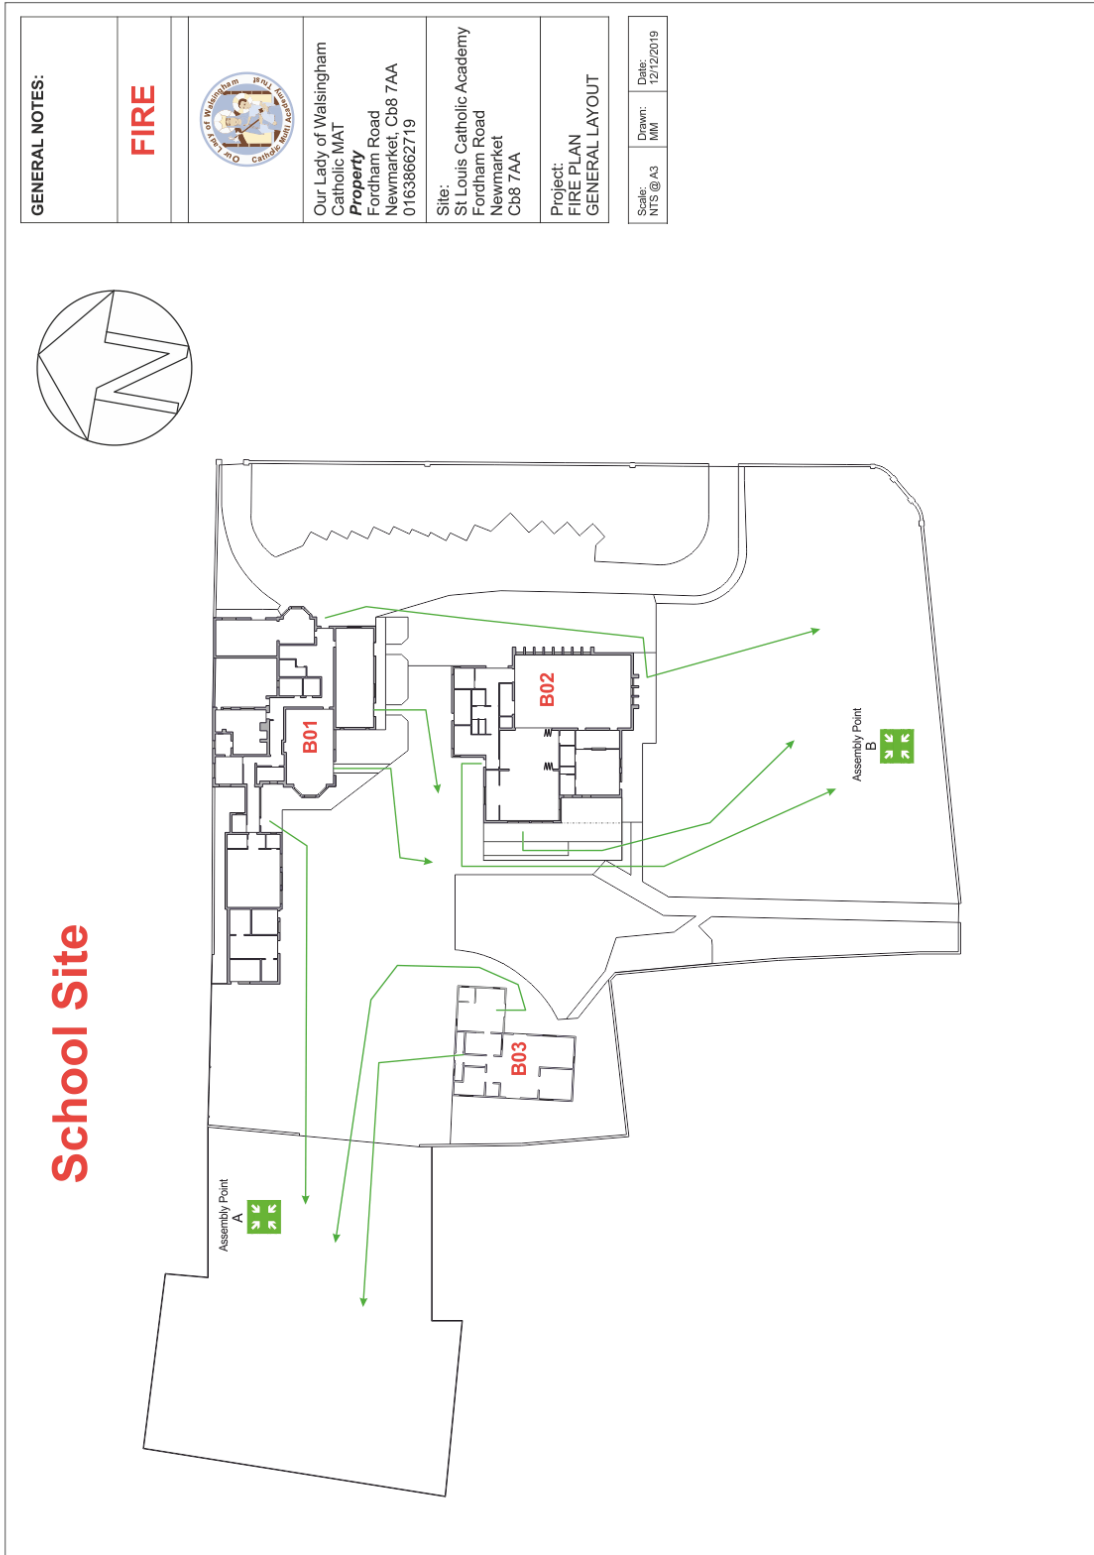 School Site
GENERAL NOTES:
FIRE
Our Lady of Walsingham
Catholic Multi Academy Trust
Our Lady of Walsingham
Catholic MAT
Property
Fordham Road
Newmarket, Cb8 7AA
01638662719
Site:
St Louis Catholic Academy
Fordham Road
Newmarket
Cb8 7AA
Project:
FIRE PLAN
GENERAL LAYOUT
Scale:
NTS @ A3
Drawn:
MM
Date:
12/12/2019
N
B01
B02
B03
Assembly Point
A
Assembly Point
B